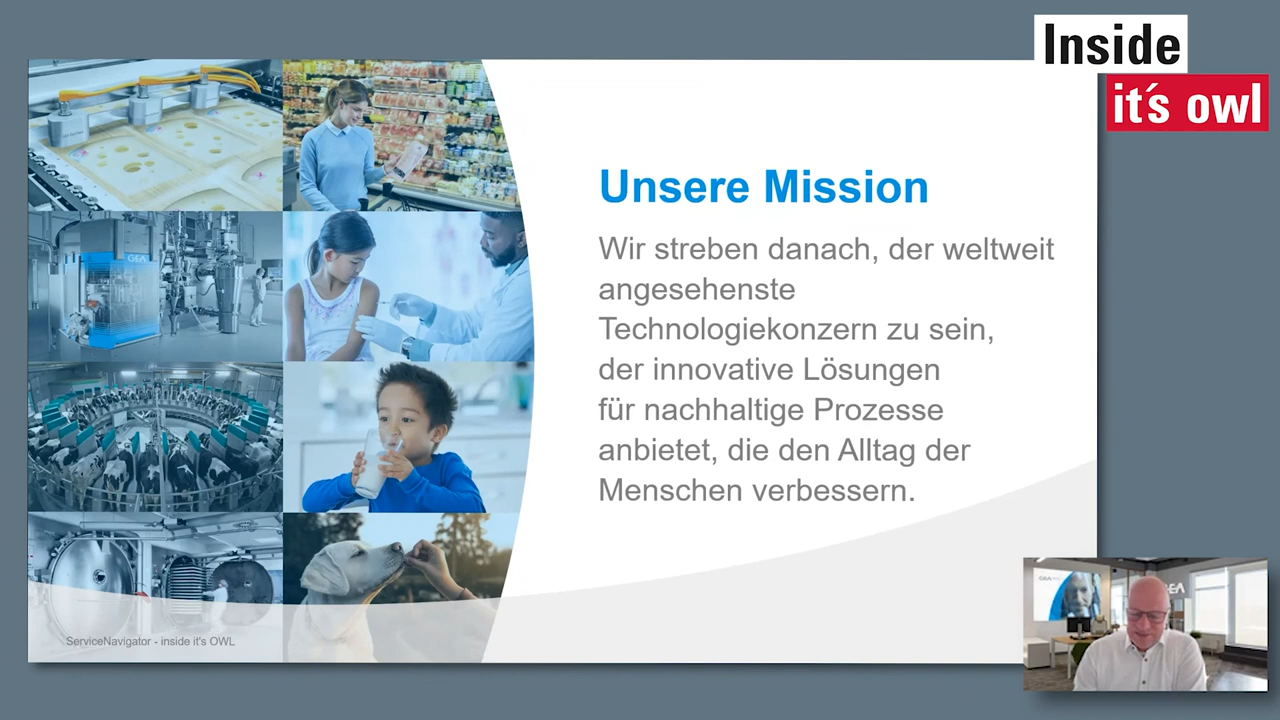 Inside
it's owl
Unsere Mission
Wir streben danach, der weltweit
angesehenste
Technologiekonzern zu sein,
der innovative Lösungen
für nachhaltige Prozesse
anbietet, die den Alltag der
Menschen verbessern.
GEA
ServiceNavigator - inside it's OWL
GEA